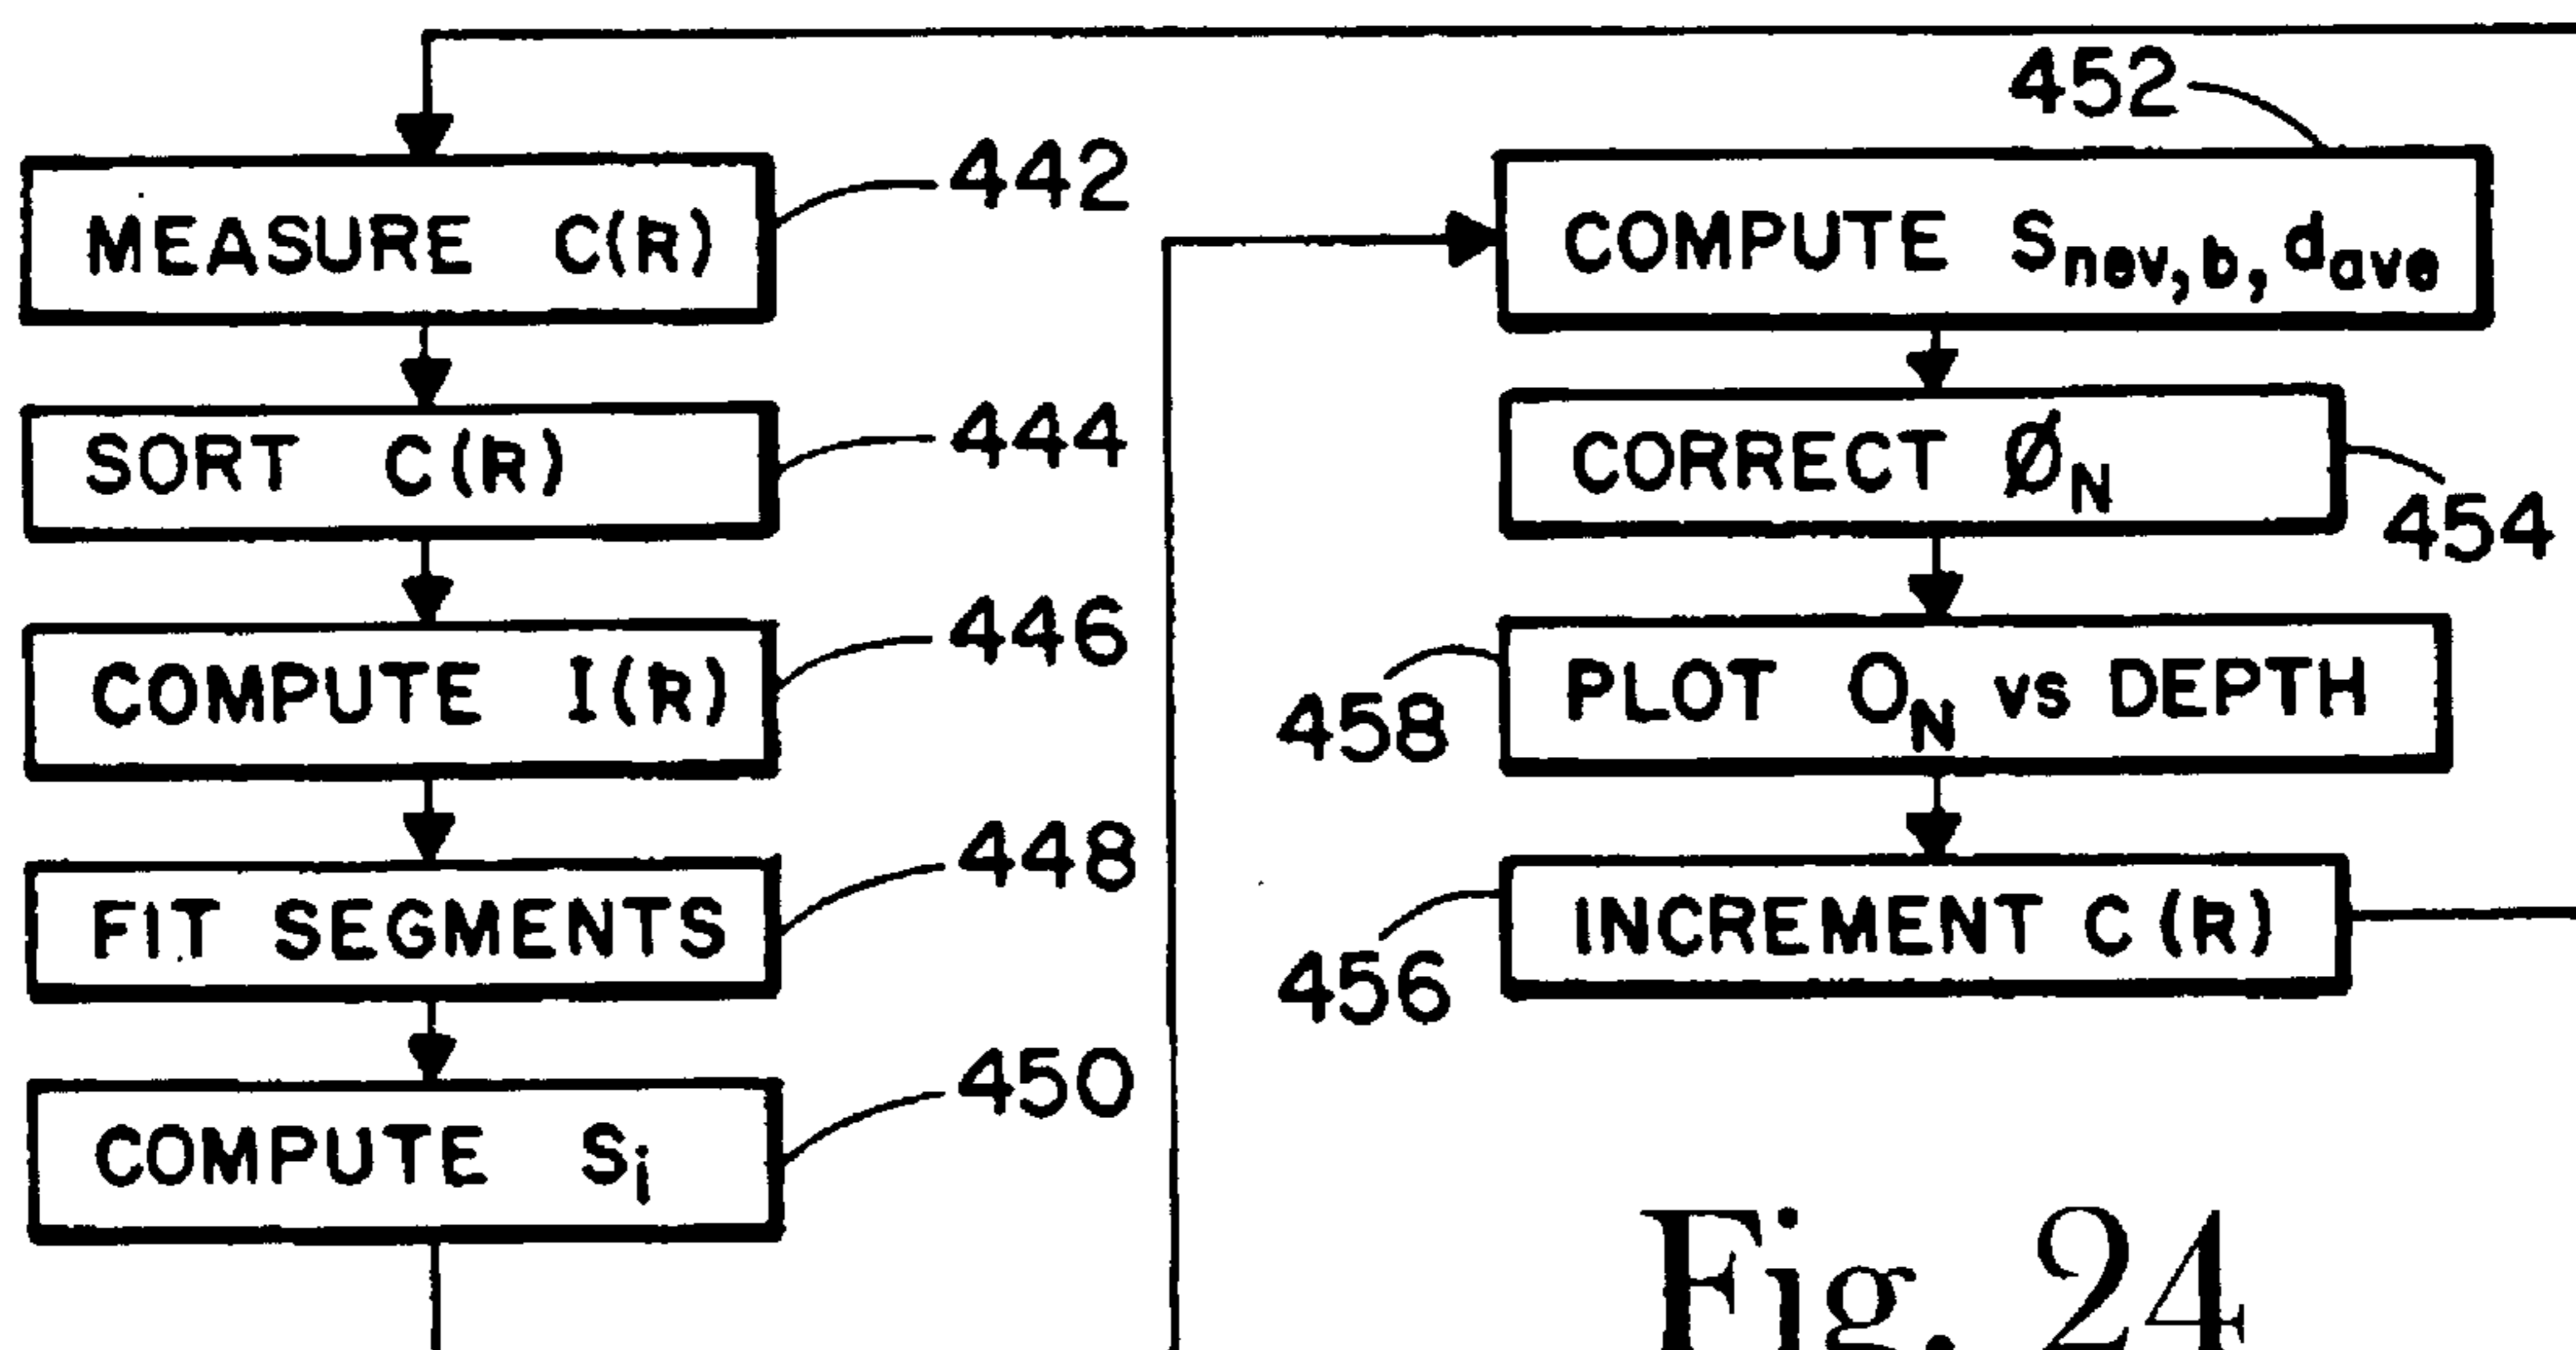 MEASURE C(R)
442
SORT C(R)
444
COMPUTE I(R)
446
FIT SEGMENTS
448
COMPUTE Si
450
452
COMPUTE Snev,b,dave
CORRECT ØN
454
PLOT ON vs DEPTH
458
INCREMENT C(R)
456
Fig. 24